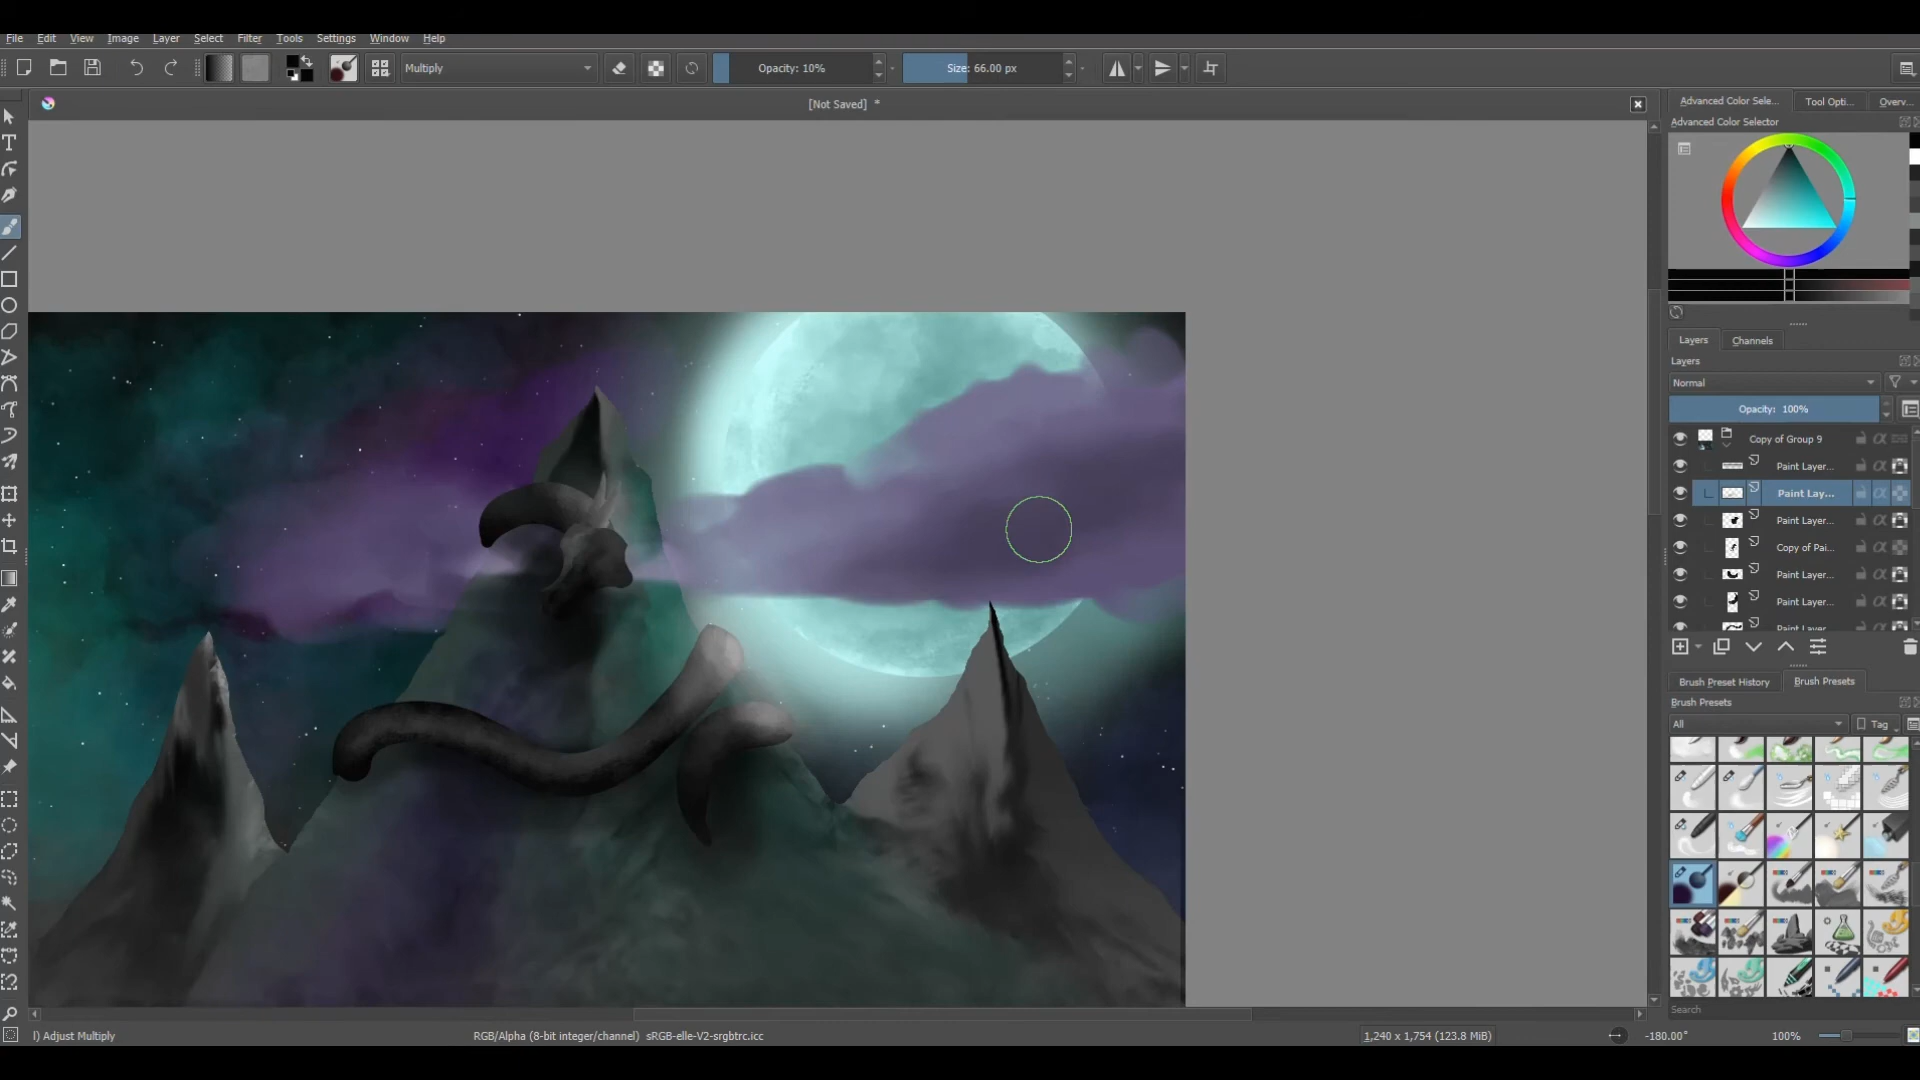 File Edit View Image Layer Select Filter Tools Settings Window Help
Multiply
Opacity: 10%
Size: 66.00 px
[Not Saved] *
Advanced Color Sele... Tool Opti... Overv...
Advanced Color Selector
Layers Channels
Layers
Normal
Opacity: 100%
Copy of Group 9
Paint Layer...
Paint Lay...
Paint Layer...
Copy of Pai...
Paint Layer...
Paint Layer...
Paint Layer...
Brush Preset History Brush Presets
Brush Presets
All Tag
Search
l) Adjust Multiply RGB/Alpha (8-bit integer/channel) sRGB-elle-V2-srgbtrc.icc 1,240 x 1,754 (123.8 MiB) -180.00° 100%